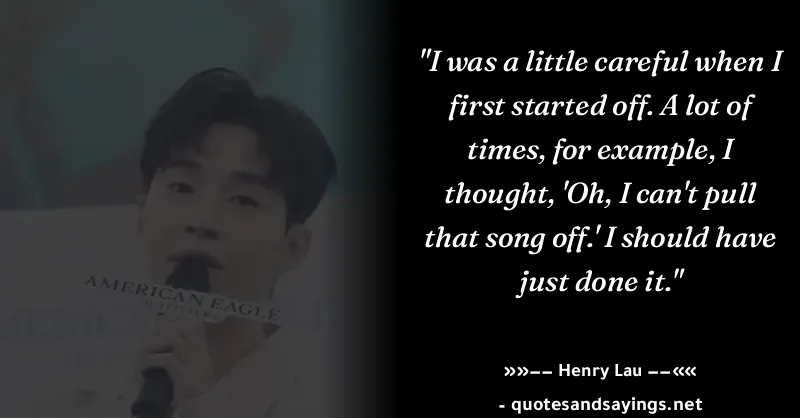 "I was a little careful when I
first started off. A lot of
times, for example, I
thought, 'Oh, I can't pull
that song off.' I should have
just done it."
AMERICAN EAGLE
OUTFITTERS
»»−− Henry Lau −−««
- quotesandsayings.net